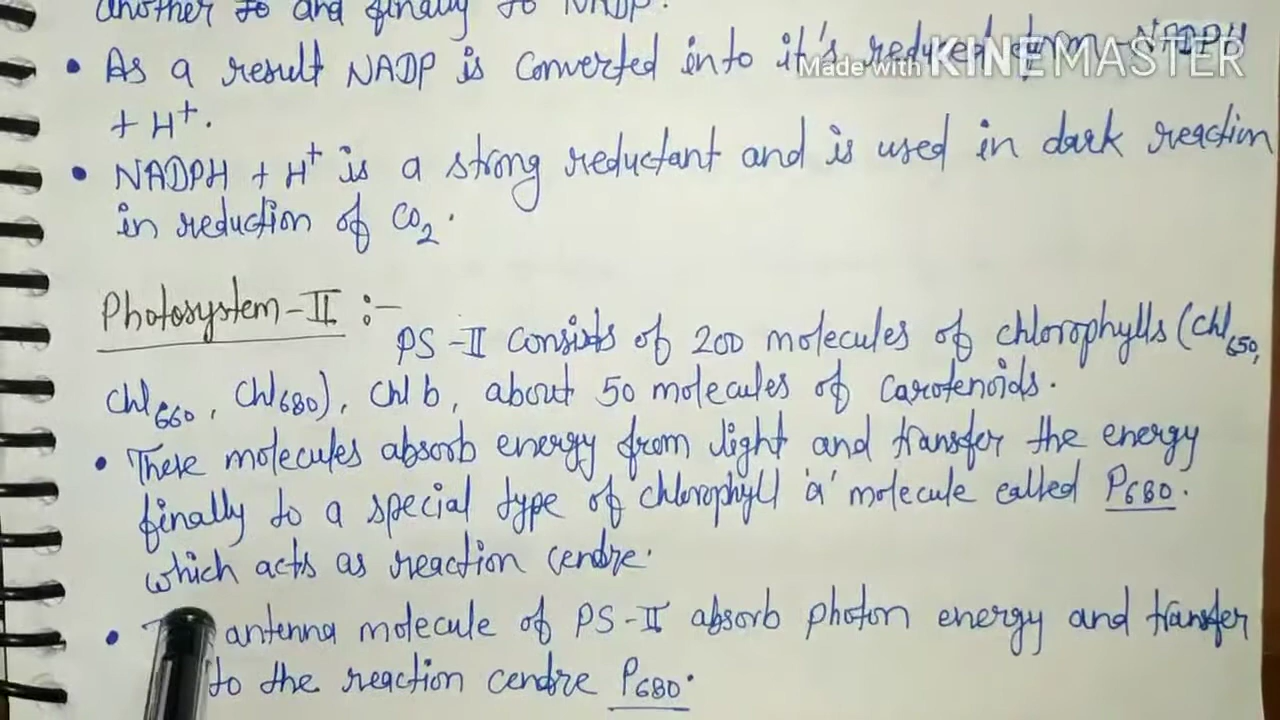 another to and finally to NADP.
• As a result NADP is converted into it's reduced from NADPH
+ H⁺.
Made with KINEMASTER
• NADPH + H⁺ is a strong reductant and is used in dark reaction
in reduction of CO₂.
Photosystem-II :-
PS-II consists of 200 molecules of chlorophylls (Chl₆₅₀,
Chl₆₆₀, Chl₆₈₀), Chl b, about 50 molecules of Carotenoids.
• These molecules absorb energy from light and transfer the energy
finally to a special type of chlorophyll 'a' molecule called P₆₈₀.
which acts as reaction centre.
• antenna molecule of PS-II absorb photon energy and transfer
to the reaction centre P₆₈₀.